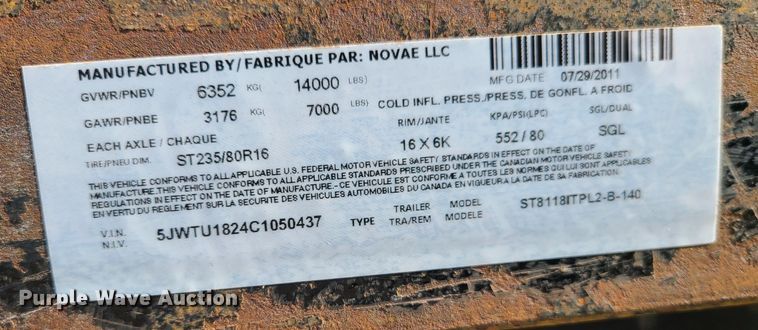 MANUFACTURED BY/ FABRIQUE PAR: NOVAE LLC
GVWR/PNBV 6352 KG( 14000 LBS) MFG DATE 07/29/2011
GAWR/PNBE 3176 KG( 7000 LBS) COLD INFL. PRESS./PRESS. DE GONFL. A FROID
EACH AXLE / CHAQUE RIM/JANTE KPA/PSI(LPC) SGL/DUAL
TIRE/PNEU DIM. ST235/80R16 16 X 6K 552 / 80 SGL
THIS VEHICLE CONFORMS TO ALL APPLICABLE U.S. FEDERAL MOTOR VEHICLE SAFETY STANDARDS IN EFFECT ON THE DATE OF
MANUFACTURE.THIS VEHICLE CONFORMS TO ALL APPLICABLE STANDARDS PRESCRIBED UNDER THE CANADIAN MOTOR VEHICLE SAFETY
REGULATIONS IN EFFECT ON THE DATE OF MANUFACTURE.-CE VEHICULE EST CONFORME A TOUTES LES NORMES QUI LUI SONT APPLICABLES
EN VERTU DU REGLEMENT SUR LA SECURITE DES VEHICULES AUTOMOBILES DU CANADA EN VIGUEUR A LA DATE DE SA FABRICATION.
V.I.N. 5JWTU1824C1050437 TYPE TRAILER MODEL ST8118ITPL2-B-140
N.I.V. TRA/REM MODEL
Purple Wave Auction